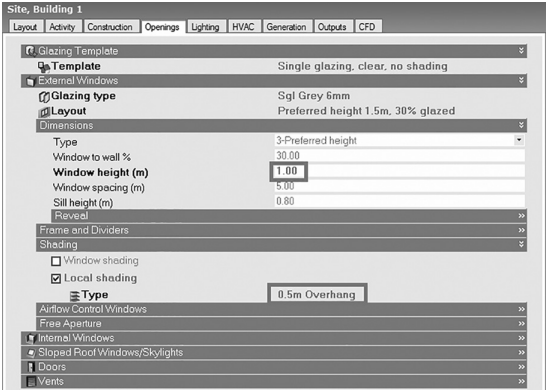 Site, Building 1
Layout Activity Construction Openings Lighting HVAC Generation Outputs CFD
Glazing Template
Template Single glazing, clear, no shading
External Windows
Glazing type Sgl Grey 6mm
Layout Preferred height 1.5m, 30% glazed
Dimensions
Type 3-Preferred height
Window to wall % 30.00
Window height (m) 1.00
Window spacing (m) 5.00
Sill height (m) 0.80
Reveal
Frame and Dividers
Shading
Window shading
Local shading
Type 0.5m Overhang
Airflow Control Windows
Free Aperture
Internal Windows
Sloped Roof Windows/Skylights
Doors
Vents